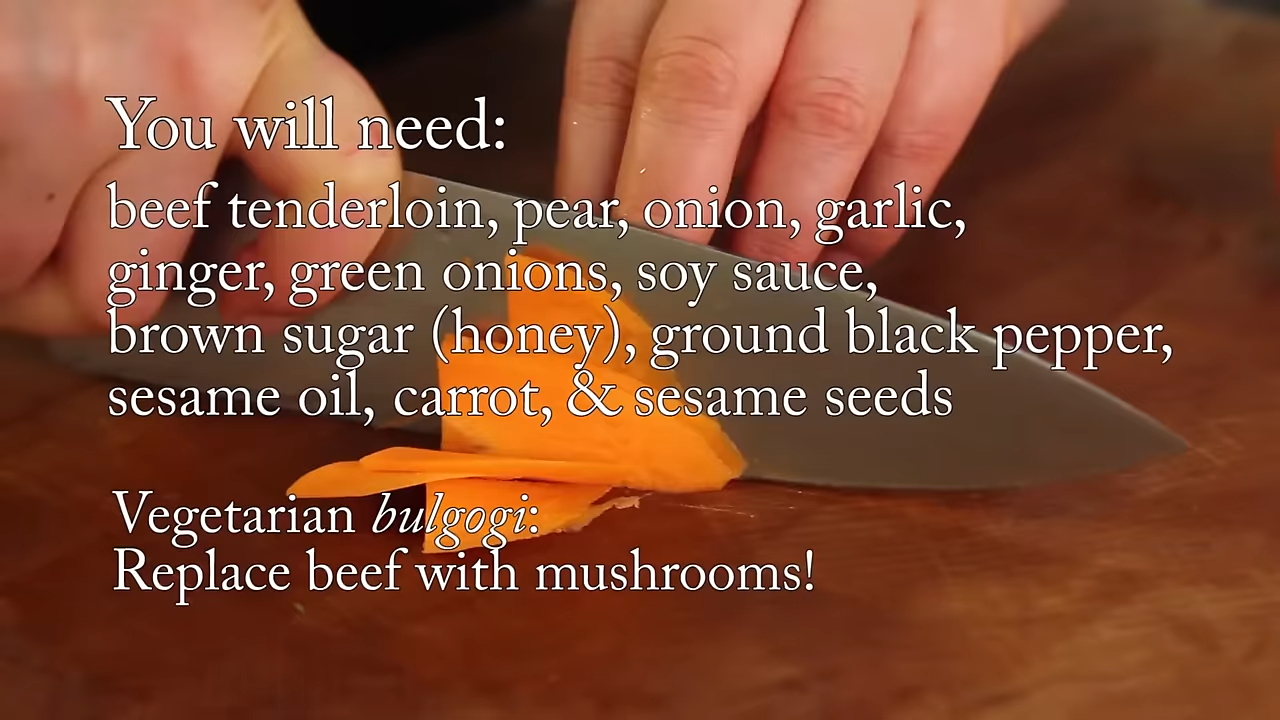 You will need:
beef tenderloin, pear, onion, garlic,
ginger, green onions, soy sauce,
brown sugar (honey), ground black pepper,
sesame oil, carrot, & sesame seeds
Vegetarian bulgogi:
Replace beef with mushrooms!